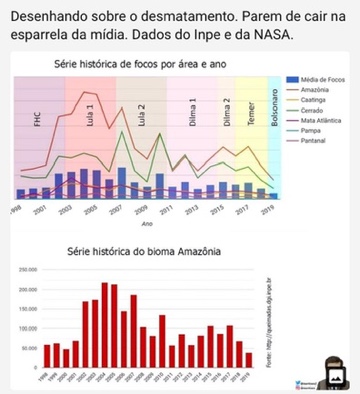 Desenhando sobre o desmatamento. Parem de cair na
esparrela da mídia. Dados do Inpe e da NASA.
Série histórica de focos por área e ano
FHC
Lula 1
Lula 2
Dilma 1
Dilma 2
Temer
Bolsonaro
Média de Focos
Amazônia
Caatinga
Cerrado
Mata Atlântica
Pampa
Pantanal
1998 2001 2003 2005 2007 2009 2011 2013 2015 2017 2019
Ano
Série histórica do bioma Amazônia
250.000
200.000
150.000
100.000
50.000
0
1998 1999 2000 2001 2002 2003 2004 2005 2006 2007 2008 2009 2010 2011 2012 2013 2014 2015 2016 2017 2018 2019
Fonte: http://queimadas.dgi.inpe.br